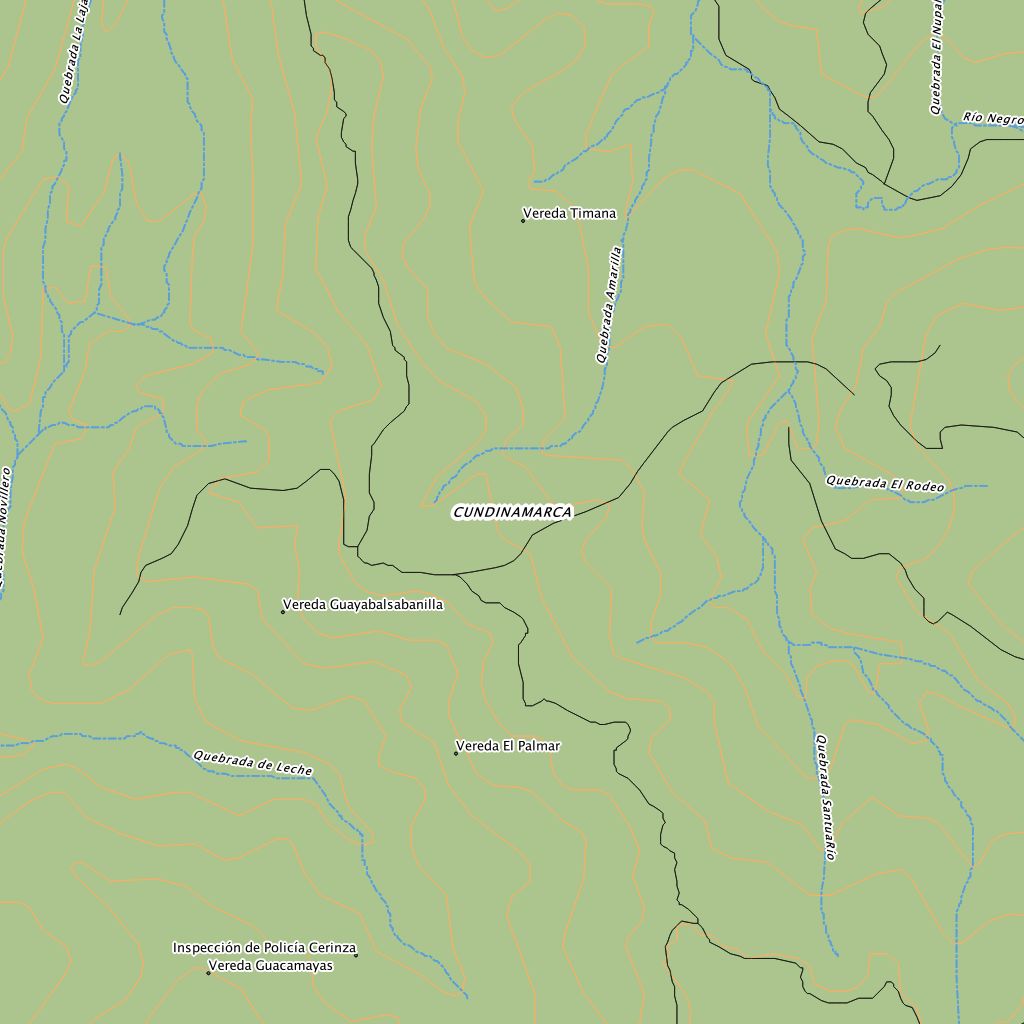 Quebrada La Laja
Quebrada El Nupal
Río Negro
Vereda Timana
Quebrada Amarilla
Quebrada Novillero
Quebrada El Rodeo
CUNDINAMARCA
Vereda Guayabalsabanilla
Vereda El Palmar
Quebrada de Leche
Quebrada SantuaRío
Inspección de Policía Cerinza
Vereda Guacamayas